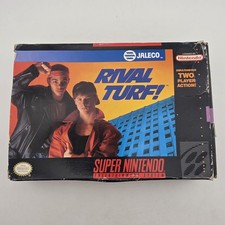 JALECO
RIVAL
TURF!
Nintendo
TWO
PLAYER
ACTION!
SUPER NINTENDO